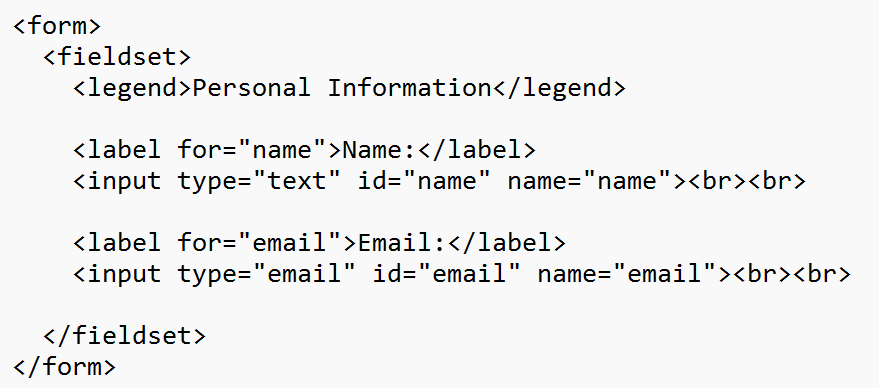 <form>
<fieldset>
<legend>Personal Information</legend>
<label for="name">Name:</label>
<input type="text" id="name" name="name"><br><br>
<label for="email">Email:</label>
<input type="email" id="email" name="email"><br><br>
</fieldset>
</form>